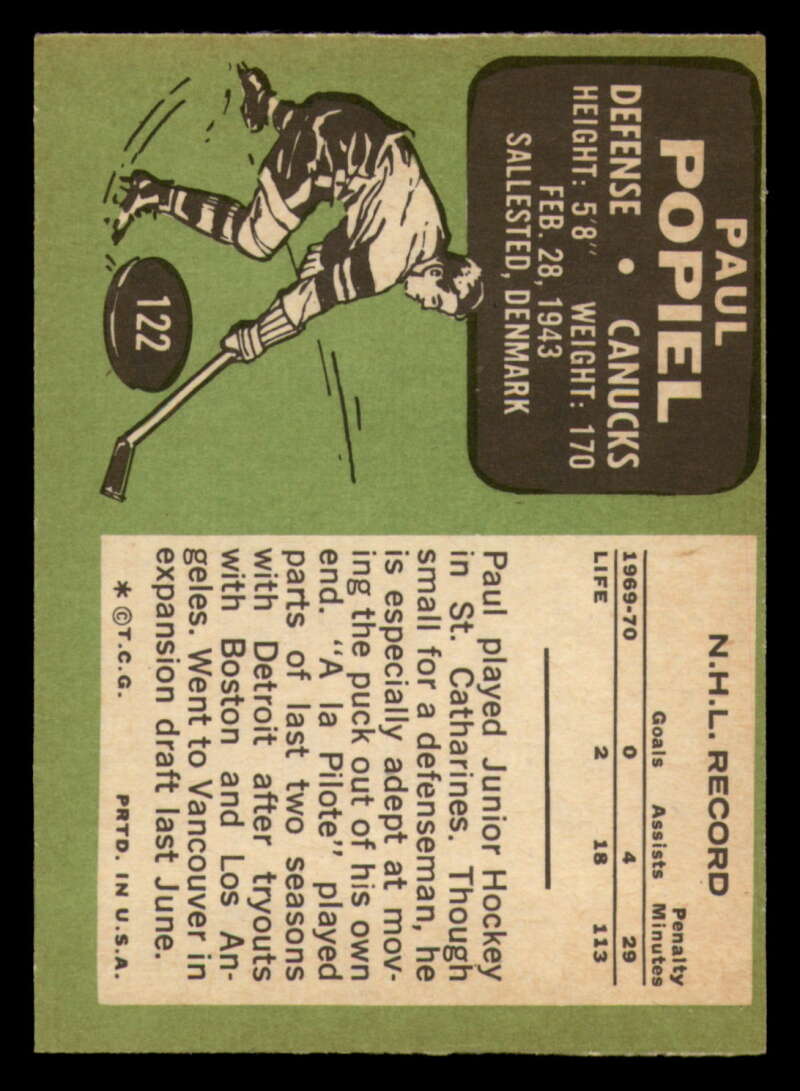 PAUL
POPIEL
DEFENSE • CANUCKS
HEIGHT: 5'8" WEIGHT: 170
FEB. 28, 1943
SALLESTED, DENMARK
122
N.H.L. RECORD
Goals Assists Penalty Minutes
1969-70 0 4 29
LIFE 2 18 113
Paul played Junior Hockey
in St. Catharines. Though
small for a defenseman, he
is especially adept at mov-
ing the puck out of his own
end. "A la Pilote" played
parts of last two seasons
with Detroit after tryouts
with Boston and Los An-
geles. Went to Vancouver in
expansion draft last June.
* ©T.C.G. PRTD. IN U.S.A.